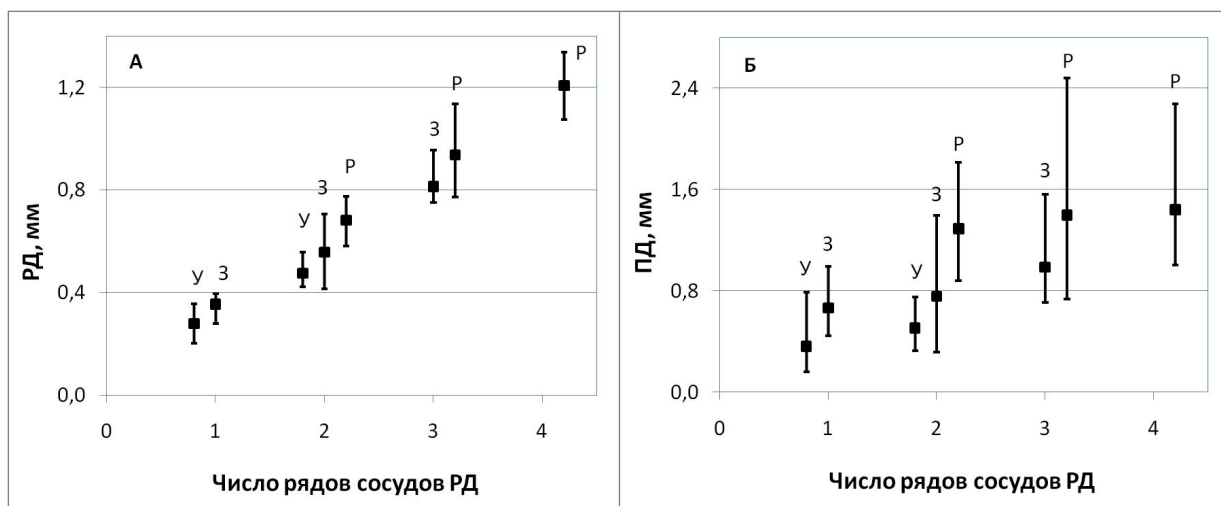 А
РД, мм
1,2
0,8
0,4
0,0
У
З
У
З
Р
З
Р
Р
0
1
2
3
4
Число рядов сосудов РД
Б
ПД, мм
2,4
1,6
0,8
0,0
У
З
У
З
Р
З
Р
Р
0
1
2
3
4
Число рядов сосудов РД